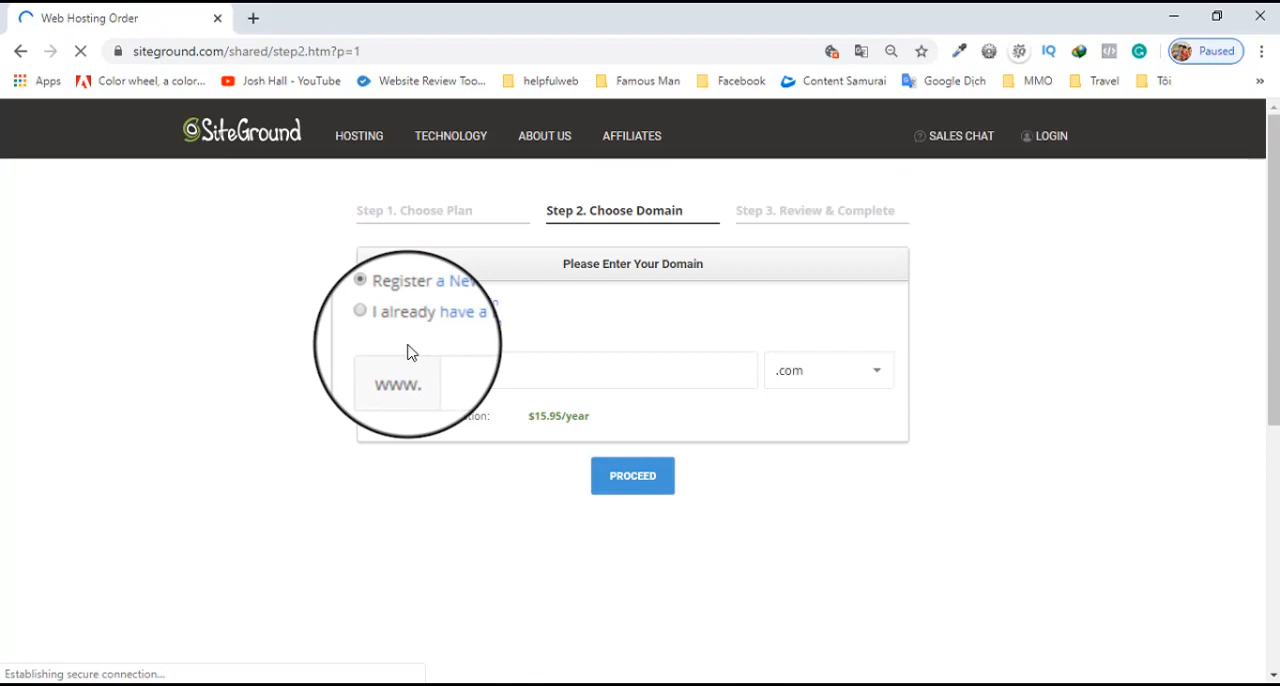 Web Hosting Order
siteground.com/shared/step2.htm?p=1
IQ
Paused
Apps
Color wheel, a color...
Josh Hall - YouTube
Website Review Too...
helpfulweb
Famous Man
Facebook
Content Samurai
Google Dịch
MMO
Travel
Tôi
»
SiteGround
HOSTING
TECHNOLOGY
ABOUT US
AFFILIATES
SALES CHAT
LOGIN
Step 1. Choose Plan
Step 2. Choose Domain
Step 3. Review & Complete
Please Enter Your Domain
Register a New
I already have a
www.
.com
$15.95/year
PROCEED
Establishing secure connection...